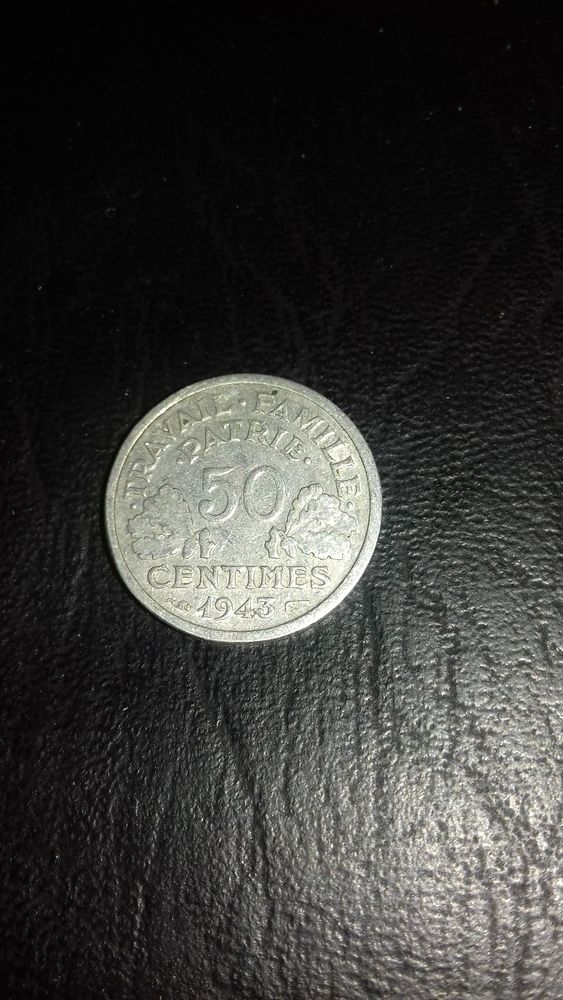 ·TRAVAIL·FAMILLE·
·PATRIE·
50
CENTIMES
1943